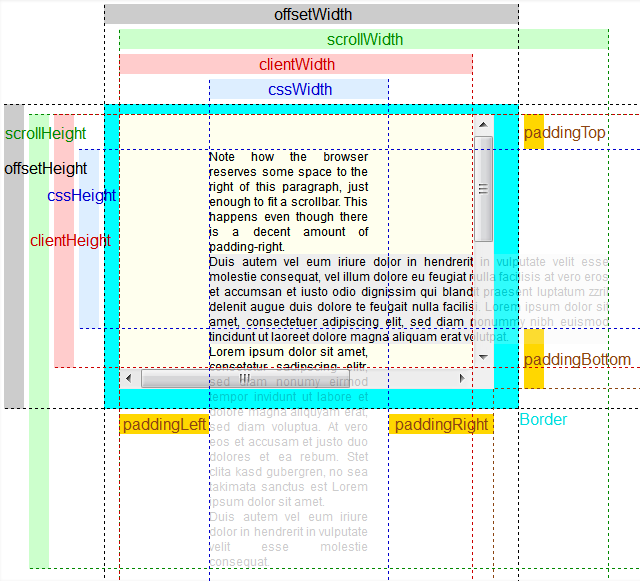 offsetWidth
scrollWidth
clientWidth
cssWidth
scrollHeight
offsetHeight
cssHeight
clientHeight
paddingTop
Note how the browser
reserves some space to the
right of this paragraph, just
enough to fit a scrollbar. This
happens even though there
is a decent amount of
padding-right.
Duis autem vel eum iriure dolor in hendrerit in vulputate velit esse
molestie consequat, vel illum dolore eu feugiat nulla facilisis at vero eros
et accumsan et iusto odio dignissim qui blandit praesent luptatum zzril
delenit augue duis dolore te feugait nulla facilisi. Lorem ipsum dolor sit
amet, consectetuer adipiscing elit, sed diam nonummy nibh euismod
tincidunt ut laoreet dolore magna aliquam erat volutpat.
Lorem ipsum dolor sit amet,
consetetur sadipscing elitr,
sed diam nonumy eirmod
tempor invidunt ut labore et
dolore magna aliquyam erat,
sed diam voluptua. At vero
eos et accusam et justo duo
dolores et ea rebum. Stet
clita kasd gubergren, no sea
takimata sanctus est Lorem
ipsum dolor sit amet.
Duis autem vel eum iriure
dolor in hendrerit in vulputate
velit esse molestie
consequat.
paddingBottom
paddingLeft
paddingRight
Border